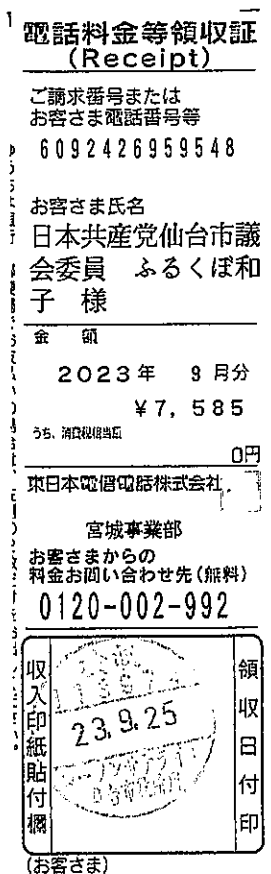 電話料金等領収証
(Receipt)
ご請求番号または
お客さま電話番号等
6092426959548
お客さま氏名
日本共産党仙台市議
会委員 ふるくぼ和
子 様
金 額
2023年 9月分
¥7,585
うち、消費税相当額
0円
東日本電信電話株式会社
宮城事業部
お客さまからの
料金お問い合わせ先(無料)
0120-002-992
収入印紙貼付欄
23.9.25
領収日付印
(お客さま)